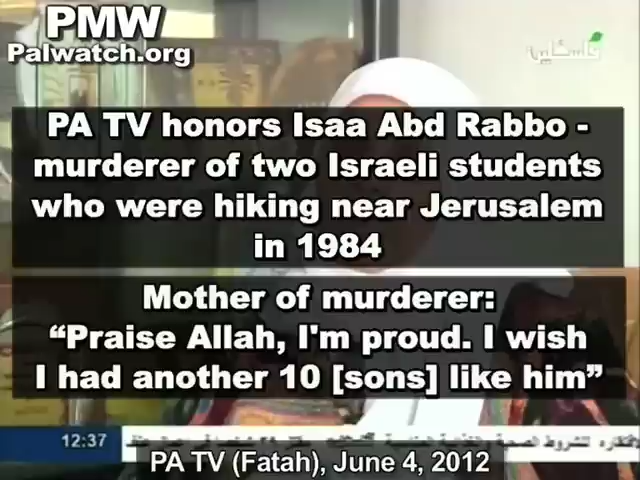 PMW
Palwatch.org
فلسطين
PA TV honors Isaa Abd Rabbo -
murderer of two Israeli students
who were hiking near Jerusalem
in 1984
Mother of murderer:
“Praise Allah, I'm proud. I wish
I had another 10 [sons] like him”
12:37
PA TV (Fatah), June 4, 2012